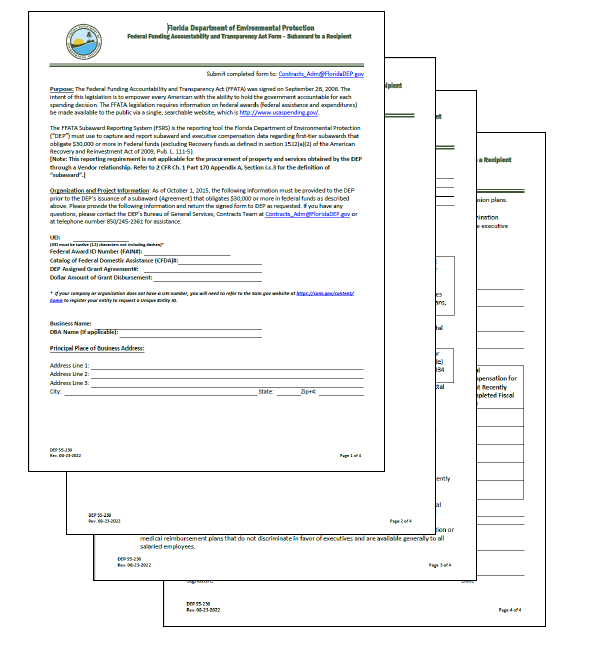 Florida Department of Environmental Protection
Federal Funding Accountability and Transparency Act Form – Subaward to a Recipient
Submit completed form to: Contracts_Adm@FloridaDEP.gov
Purpose: The Federal Funding Accountability and Transparency Act (FFATA) was signed on September 26, 2006. The
intent of this legislation is to empower every American with the ability to hold the government accountable for each
spending decision. The FFATA legislation requires information on federal awards (federal assistance and expenditures)
be made available to the public via a single, searchable website, which is http://www.usaspending.gov/.
The FFATA Subaward Reporting System (FSRS) is the reporting tool the Florida Department of Environmental Protection
("DEP") must use to capture and report subaward and executive compensation data regarding first-tier subawards that
obligate $30,000 or more in Federal funds (excluding Recovery funds as defined in section 1512(a)(2) of the American
Recovery and Reinvestment Act of 2009, Pub. L. 111-5).
[Note: This reporting requirement is not applicable for the procurement of property and services obtained by the DEP
through a Vendor relationship. Refer to 2 CFR Ch. 1 Part 170 Appendix A, Section I.c.3 for the definition of
"subaward".]
Organization and Project Information: As of October 1, 2015, the following information must be provided to the DEP
prior to the DEP's issuance of a subaward (Agreement) that obligates $30,000 or more in federal funds as described
above. Please provide the following information and return the signed form to DEP as requested. If you have any
questions, please contact the DEP's Bureau of General Services, Contracts Team at Contracts_Adm@FloridaDEP.gov or
at telephone number 850/245-2361 for assistance.
UEI:
(UEI must be twelve (12) characters not including dashes)*
Federal Award ID Number (FAIN#):
Catalog of Federal Domestic Assistance (CFDA)#:
DEP Assigned Grant Agreement#:
Dollar Amount of Grant Disbursement:
* If your company or organization does not have a UEI number, you will need to refer to the Sam.gov website at https://sam.gov/content/
home to register your entity to request a Unique Entity ID.
Business Name:
DBA Name (if applicable):
Principal Place of Business Address:
Address Line 1:
Address Line 2:
Address Line 3:
City: State: Zip+4:
DEP 55-230
Rev. 08-23-2022
Page 1 of 4
cipient
tal
DEP 55-230
Rev. 08-23-2022
Page 2 of 4
es
ans,
tal
or
de)
tal
ently
al
tion or
medical reimbursement plans that do not discriminate in favor of executives and are available generally to all
salaried employees.
DEP 55-230
Rev. 08-23-2022
Page 3 of 4
o a Recipient
sion plans.
mination
e executive
al
pensation for
t Recently
pleted Fiscal
DEP 55-230
Rev. 08-23-2022
Page 4 of 4